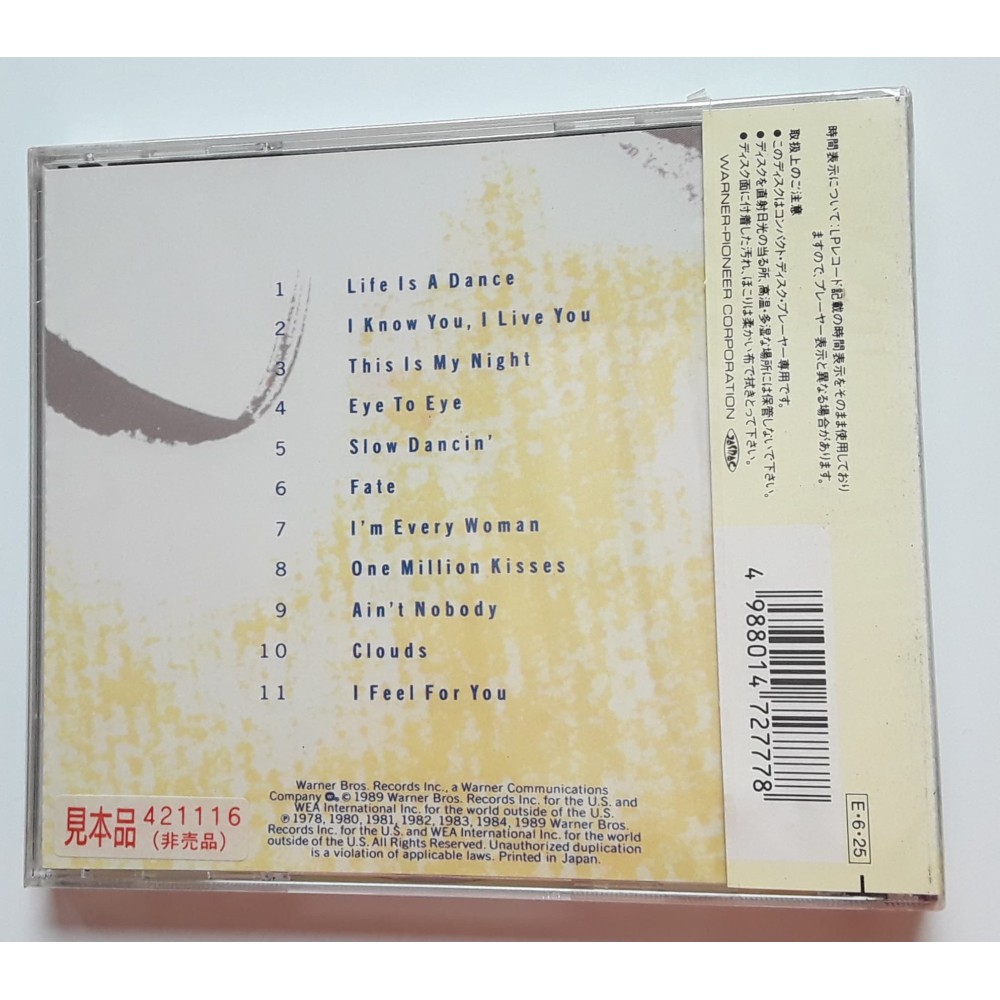 1 Life Is A Dance
2 I Know You, I Live You
3 This Is My Night
4 Eye To Eye
5 Slow Dancin'
6 Fate
7 I'm Every Woman
8 One Million Kisses
9 Ain't Nobody
10 Clouds
11 I Feel For You
Warner Bros. Records Inc., a Warner Communications
Company ℗ © 1989 Warner Bros. Records Inc. for the U.S. and
WEA International Inc. for the world outside of the U.S.
℗ 1978, 1980, 1981, 1982, 1983, 1984, 1989 Warner Bros.
Records Inc. for the U.S. and WEA International Inc. for the world
outside of the U.S. All Rights Reserved. Unauthorized duplication
is a violation of applicable laws. Printed in Japan.
見本品 421116
(非売品)
時間表示について：LPレコード記載の時間表示をそのまま使用しており
ますので、プレーヤー表示と異なる場合があります。
取扱上のご注意
●このディスクはコンパクト・ディスク・プレーヤー専用です。
●ディスクを直射日光の当る所、高温・多湿な場所には保管しないで下さい。
●ディスク面に付着した汚れ、ほこりは柔かい布で拭きとって下さい。
WARNER-PIONEER CORPORATION
JASRAC
4 988014 727778
E・6・25